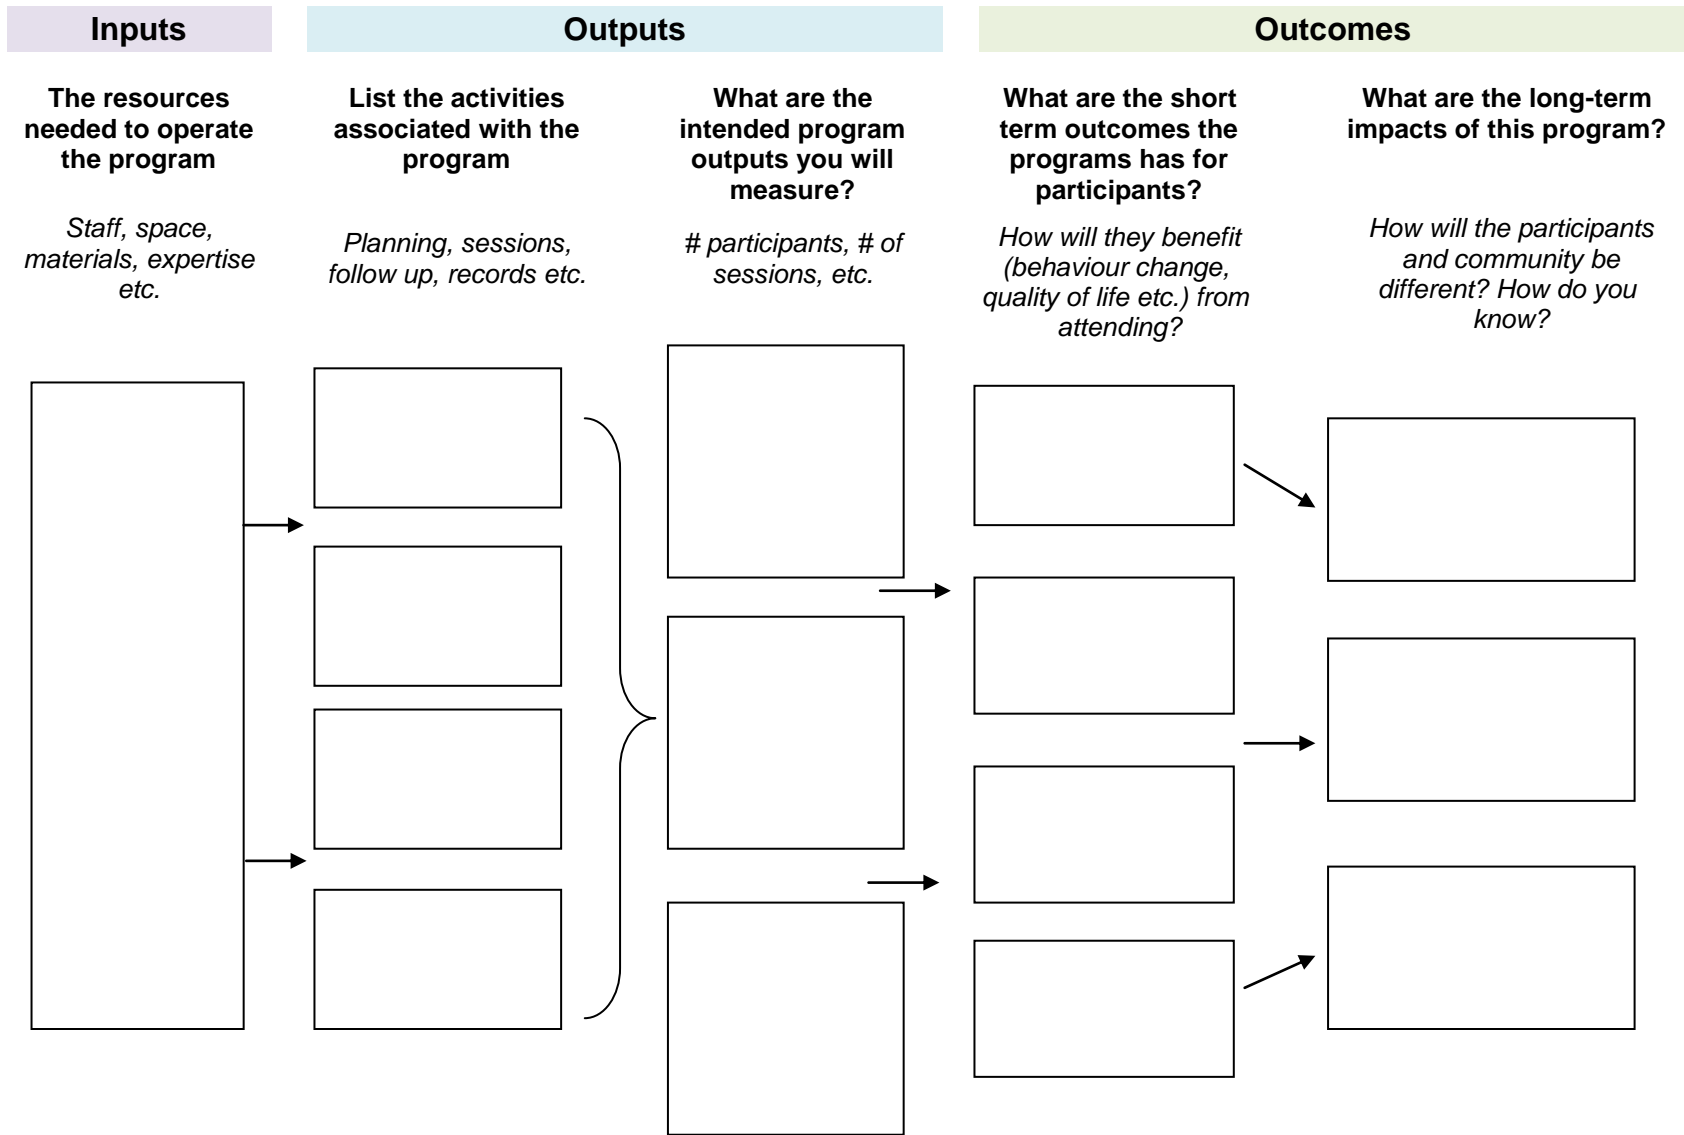 Inputs
Outputs
Outcomes
The resources
needed to operate
the program
Staff, space,
materials, expertise
etc.
List the activities
associated with the
program
Planning, sessions,
follow up, records etc.
What are the
intended program
outputs you will
measure?
# participants, # of
sessions, etc.
What are the short
term outcomes the
programs has for
participants?
How will they benefit
(behaviour change,
quality of life etc.) from
attending?
What are the long-term
impacts of this program?
How will the participants
and community be
different? How do you
know?